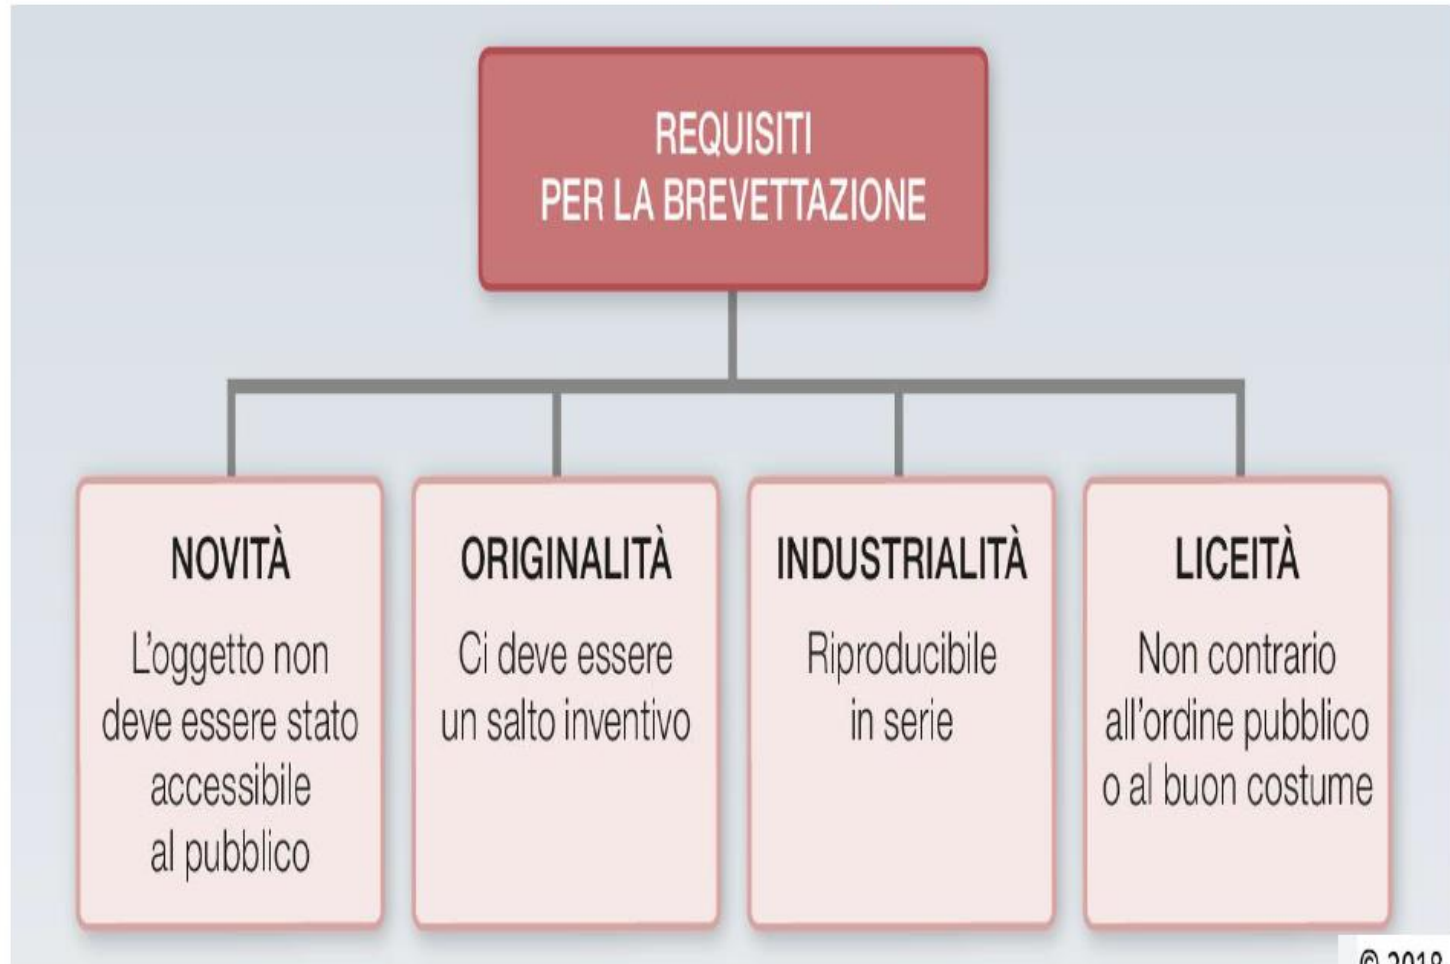 REQUISITI
PER LA BREVETTAZIONE
NOVITÀ
L'oggetto non
deve essere stato
accessibile
al pubblico
ORIGINALITÀ
Ci deve essere
un salto inventivo
INDUSTRIALITÀ
Riproducibile
in serie
LICEITÀ
Non contrario
all'ordine pubblico
o al buon costume
© 2018